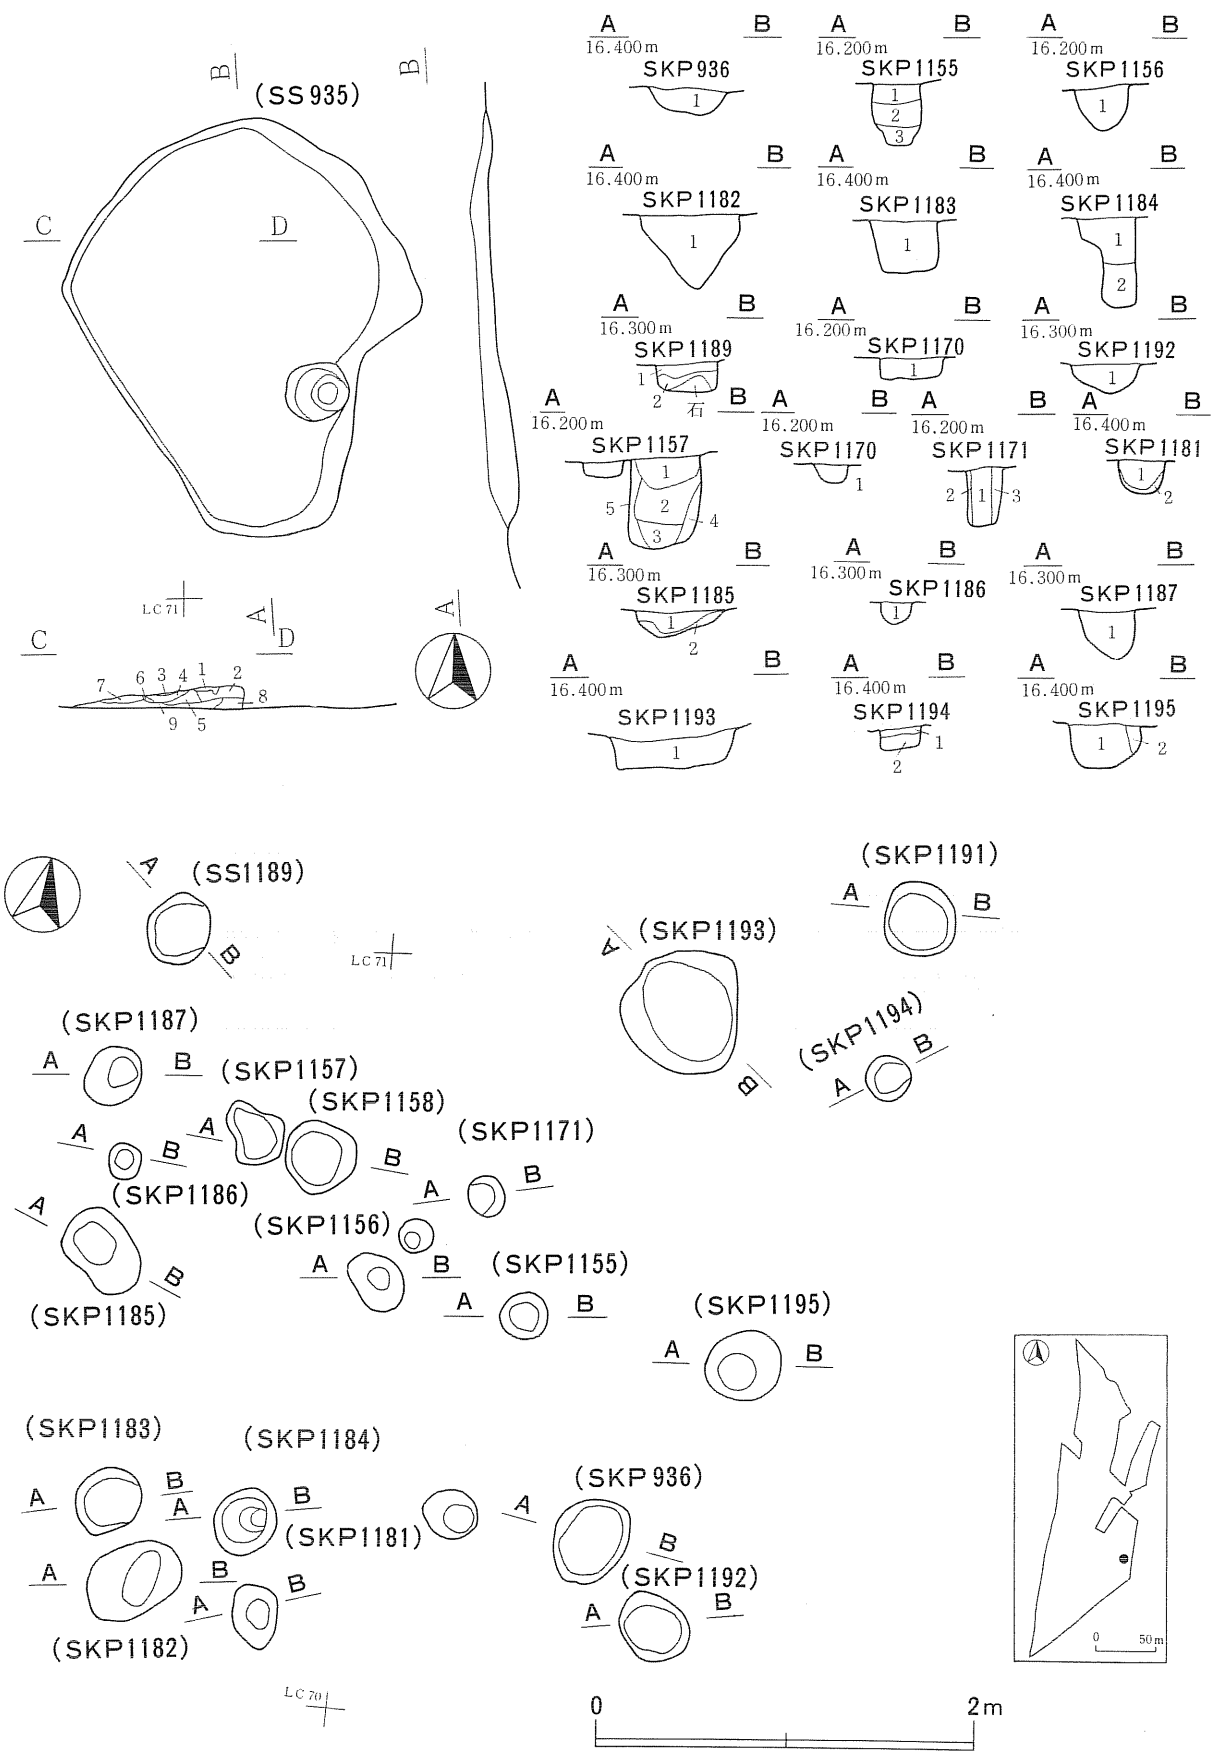 B B
(SS935)
C D
LC71
A A
C D
7 6 3 4 1 2
8
9 5
A B
16.400m
SKP936
1
A B
16.200m
SKP1155
1
2
3
A B
16.200m
SKP1156
1
A B
16.400m
SKP1182
1
A B
16.400m
SKP1183
1
A B
16.400m
SKP1184
1
2
A B
16.300m
SKP1189
1
2 石
A B
16.200m
SKP1170
1
A B
16.300m
SKP1192
1
A B
16.200m
SKP1157
1
5 2 4
3
A B
16.200m
SKP1170
1
A B
16.200m
SKP1171
2 1 3
A B
16.400m
SKP1181
1
2
A B
16.300m
SKP1185
1
2
A B
16.300m
SKP1186
1
A B
16.300m
SKP1187
1
A B
16.400m
SKP1193
1
A B
16.400m
SKP1194
1
2
A B
16.400m
SKP1195
1 2
A (SS1189)
B
LC71
A (SKP1193)
B
(SKP1191)
A B
(SKP1194)
A B
(SKP1187)
A B
(SKP1157)
(SKP1158)
A B
(SKP1171)
A B
A B
(SKP1186)
A B
(SKP1185)
(SKP1156)
A B
(SKP1155)
A B
(SKP1195)
A B
(SKP1183)
A B
(SKP1184)
A B
(SKP1181)
A B
(SKP1182)
A B
(SKP936)
A B
(SKP1192)
A B
LC70
0 50m
0 2m